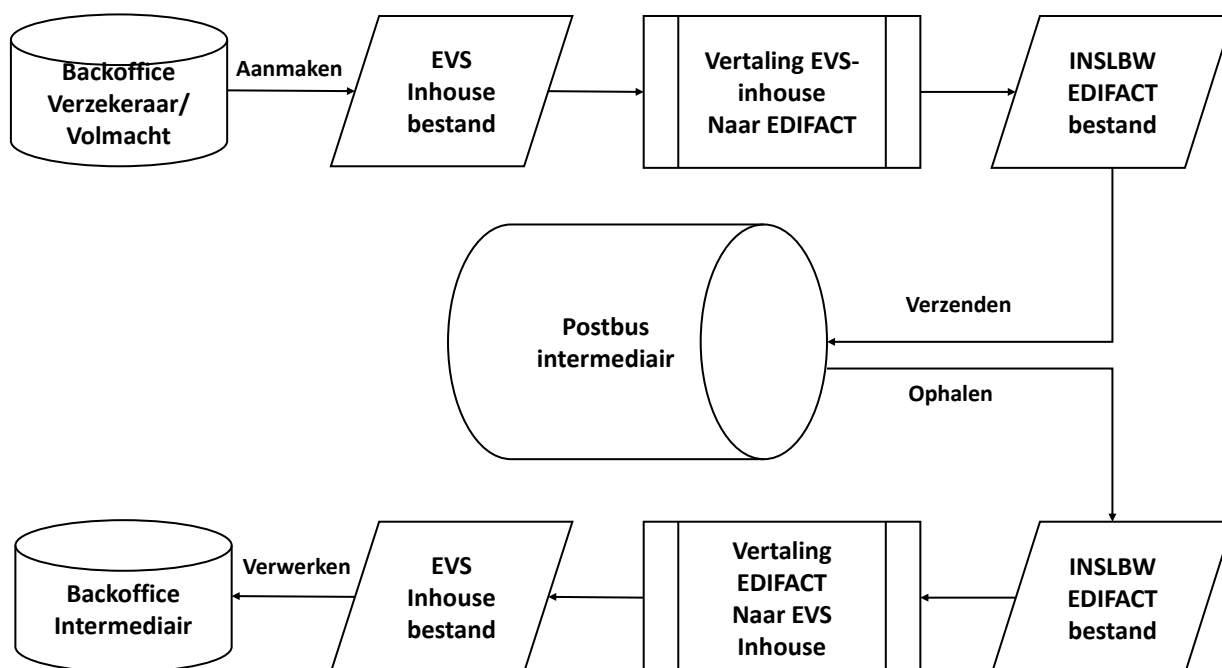 Backoffice
Verzekeraar/
Volmacht
Aanmaken
EVS
Inhouse
bestand
Vertaling EVS-
inhouse
Naar EDIFACT
INSLBW
EDIFACT
bestand
Postbus
intermediair
Verzenden
Ophalen
Backoffice
Intermediair
Verwerken
EVS
Inhouse
bestand
Vertaling
EDIFACT
Naar EVS
Inhouse
INSLBW
EDIFACT
bestand